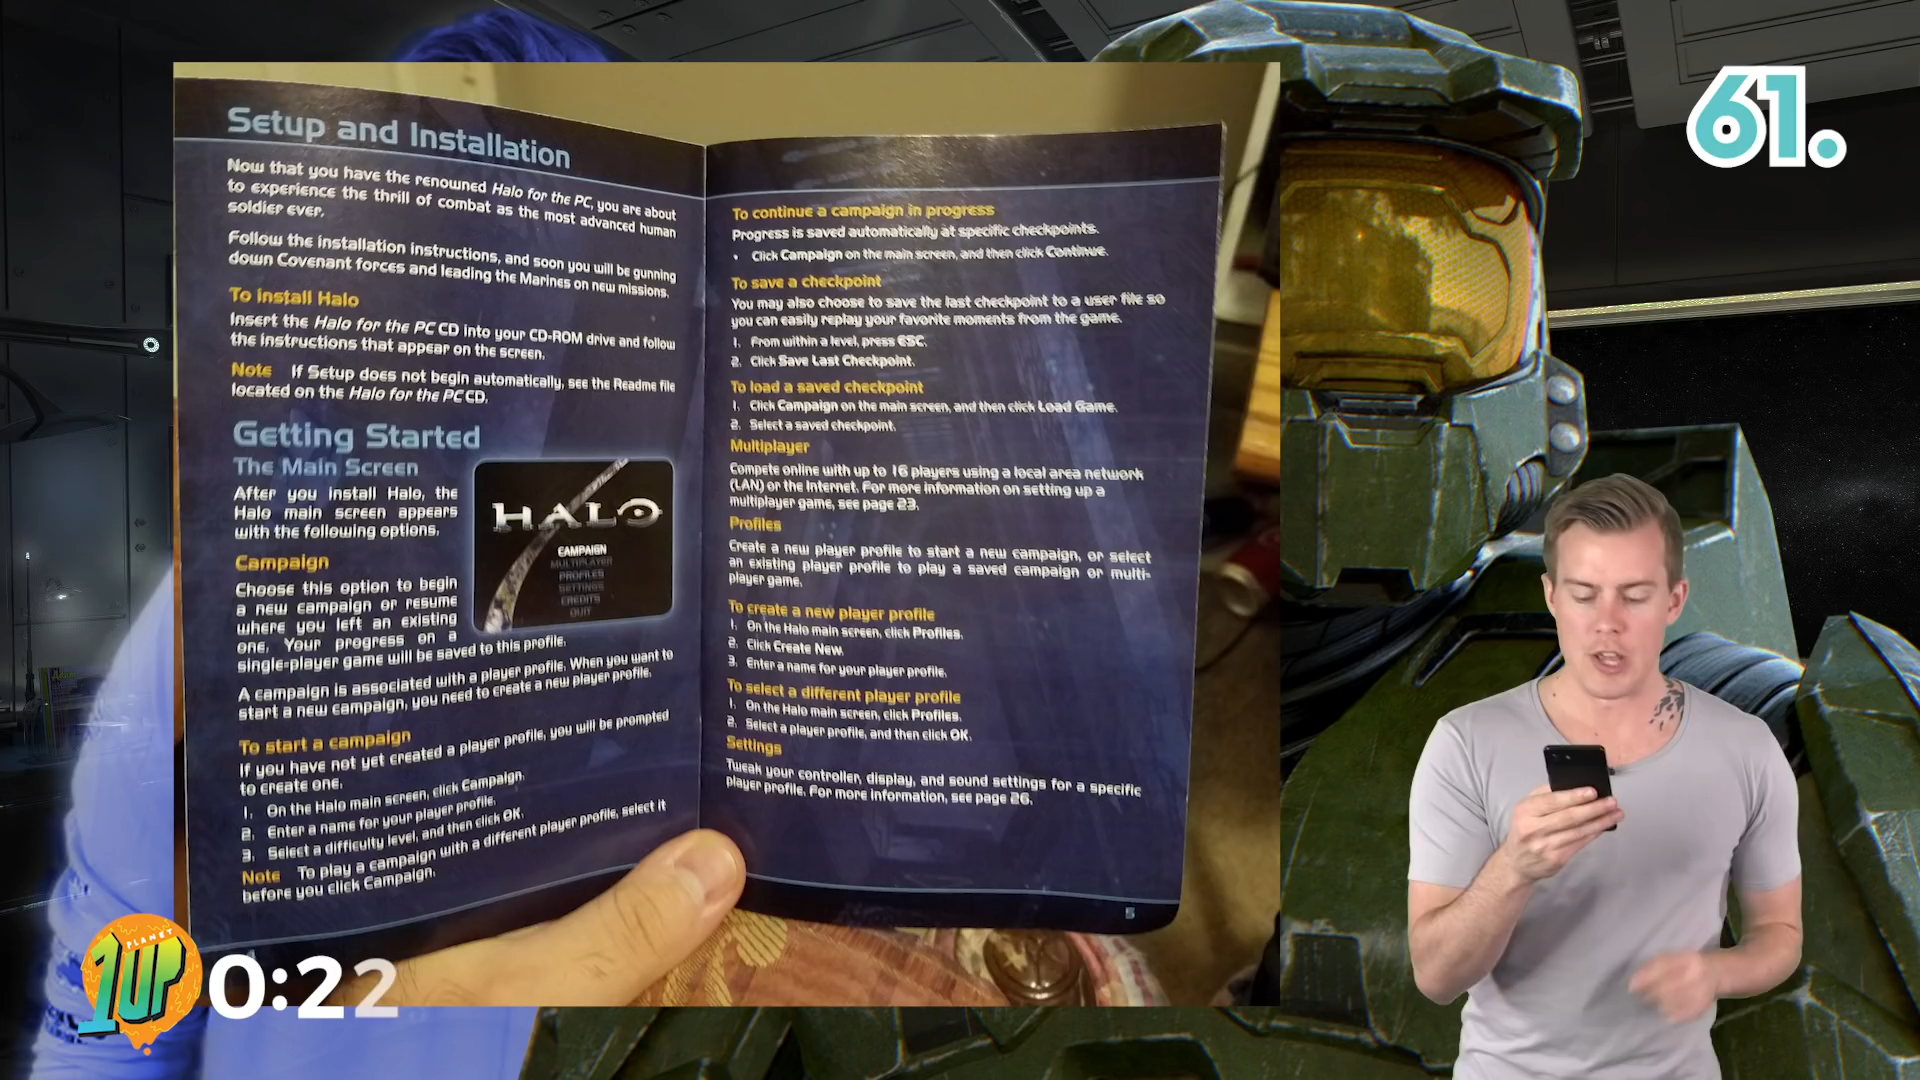 Setup and Installation
Now that you have the renowned Halo for the PC, you are about
to experience the thrill of combat as the most advanced human
soldier ever.
Follow the installation instructions, and soon you will be gunning
down Covenant forces and leading the Marines on new missions.
To install Halo
Insert the Halo for the PC CD into your CD-ROM drive and follow
the instructions that appear on the screen.
Note If Setup does not begin automatically, see the Readme file
located on the Halo for the PC CD.
Getting Started
The Main Screen
After you install Halo, the
Halo main screen appears
with the following options.
Campaign
Choose this option to begin
a new campaign or resume
where you left an existing
one. Your progress on a
single-player game will be saved to this profile.
HALO
CAMPAIGN
MULTIPLAYER
PROFILES
SETTINGS
CREDITS
QUIT
A campaign is associated with a player profile. When you want to
start a new campaign, you need to create a new player profile.
To start a campaign
If you have not yet created a player profile, you will be prompted
to create one.
1. On the Halo main screen, click Campaign.
2. Enter a name for your player profile.
3. Select a difficulty level, and then click OK.
Note To play a campaign with a different player profile, select it
before you click Campaign.
To continue a campaign in progress
Progress is saved automatically at specific checkpoints.
• Click Campaign on the main screen, and then click Continue.
To save a checkpoint
You may also choose to save the last checkpoint to a user file so
you can easily replay your favorite moments from the game.
1. From within a level, press ESC.
2. Click Save Last Checkpoint.
To load a saved checkpoint
1. Click Campaign on the main screen, and then click Load Game.
2. Select a saved checkpoint.
Multiplayer
Compete online with up to 16 players using a local area network
(LAN) or the Internet. For more information on setting up a
multiplayer game, see page 23.
Profiles
Create a new player profile to start a new campaign, or select
an existing player profile to play a saved campaign or multi-
player game.
To create a new player profile
1. On the Halo main screen, click Profiles.
2. Click Create New.
3. Enter a name for your player profile.
To select a different player profile
1. On the Halo main screen, click Profiles.
2. Select a player profile, and then click OK.
Settings
Tweak your controller, display, and sound settings for a specific
player profile. For more information, see page 26.
5
61.
PLANET
1UP
0:22